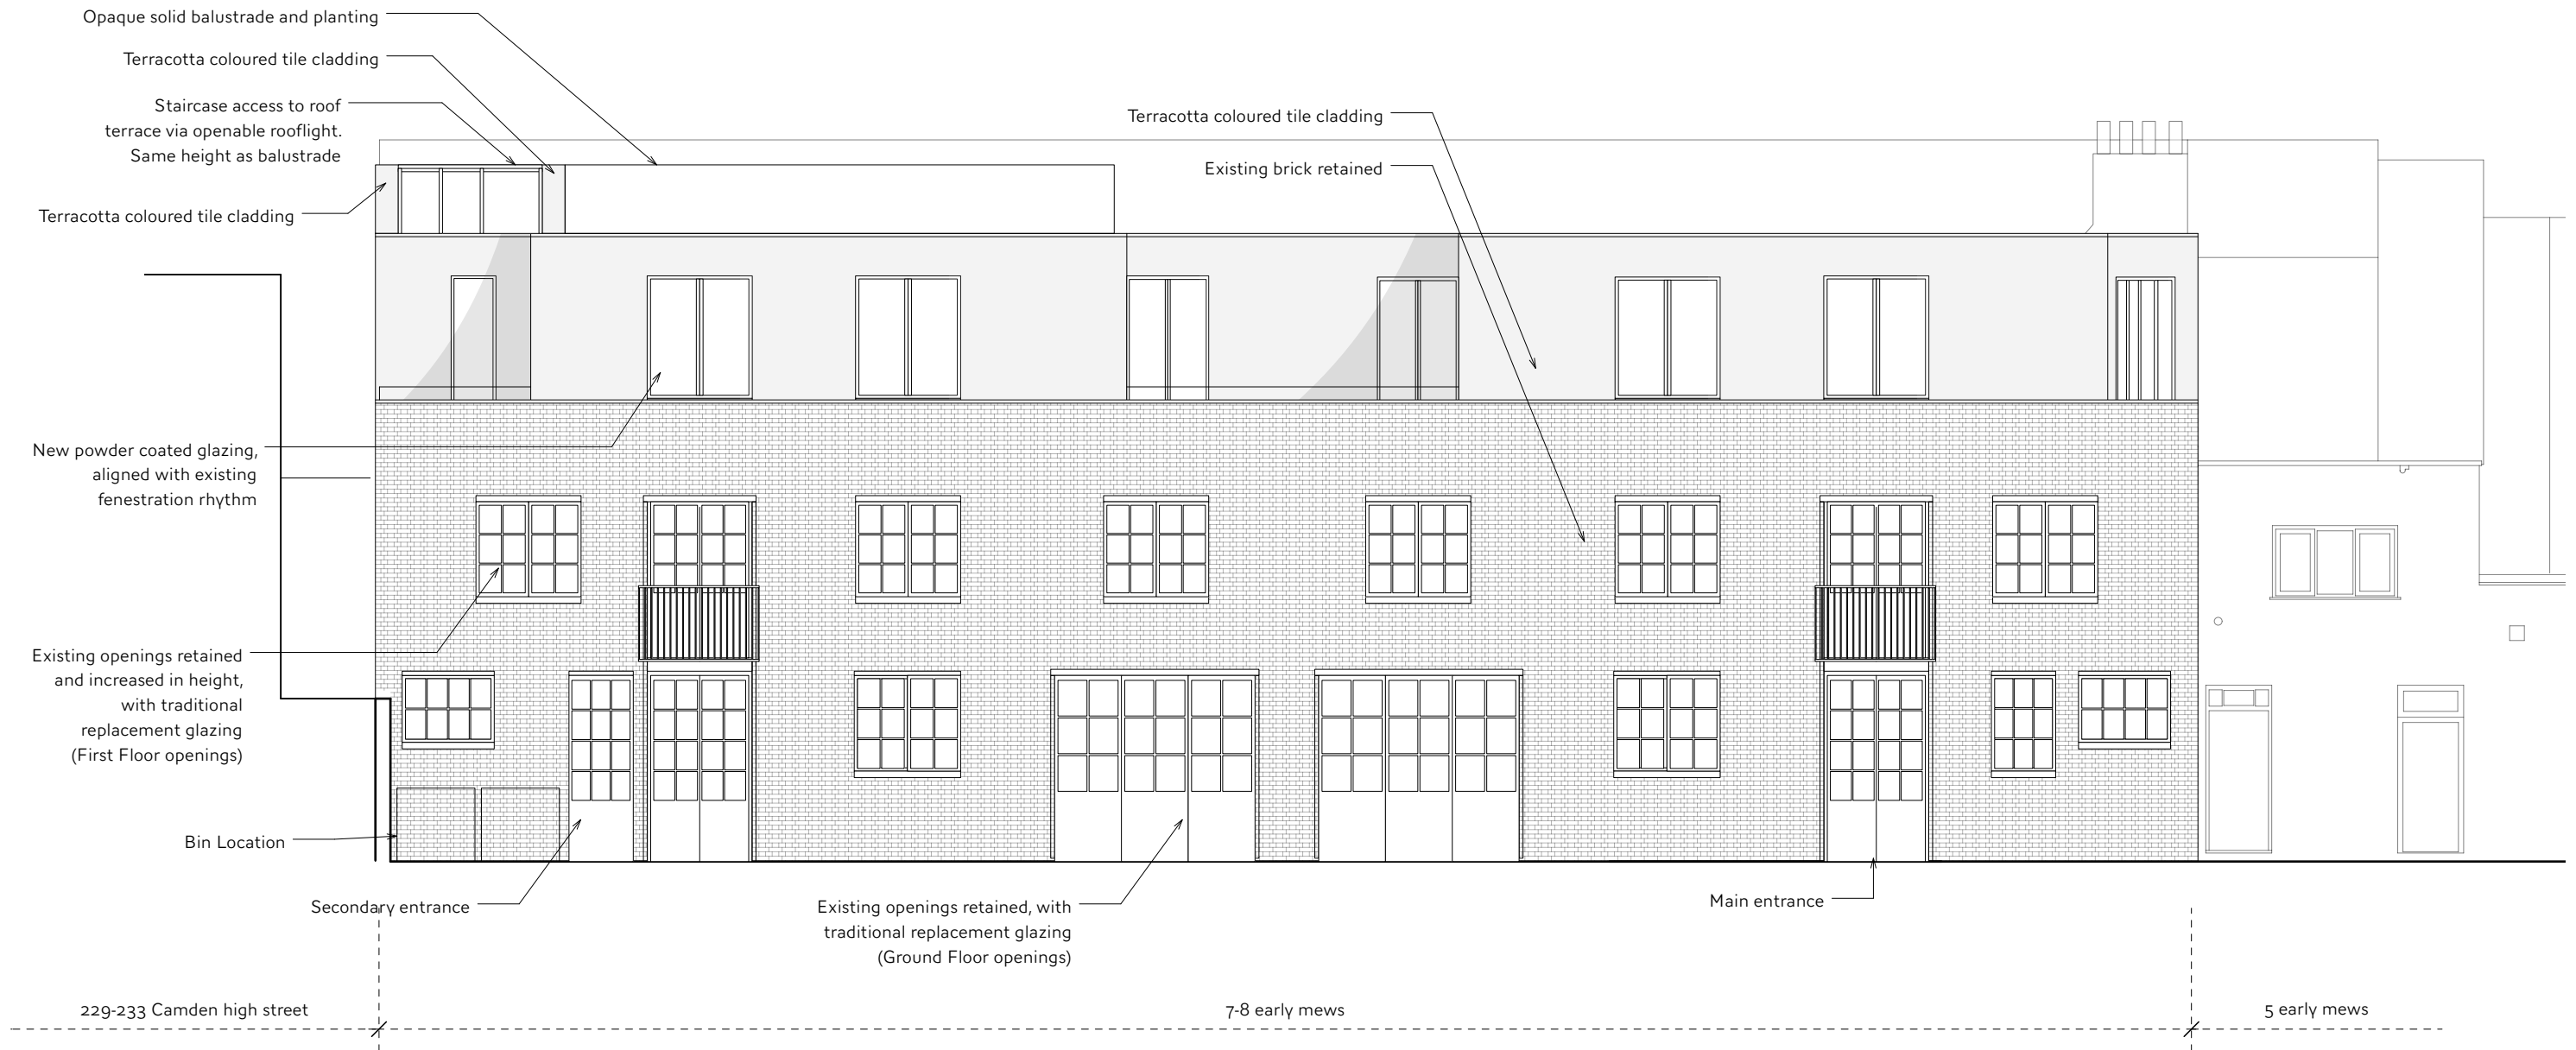 Opaque solid balustrade and planting
Terracotta coloured tile cladding
Staircase access to roof
terrace via openable rooflight.
Same height as balustrade
Terracotta coloured tile cladding
Terracotta coloured tile cladding
Existing brick retained
New powder coated glazing,
aligned with existing
fenestration rhythm
Existing openings retained
and increased in height,
with traditional
replacement glazing
(First Floor openings)
Bin Location
Secondary entrance
Existing openings retained, with
traditional replacement glazing
(Ground Floor openings)
Main entrance
229-233 Camden high street
7-8 early mews
5 early mews